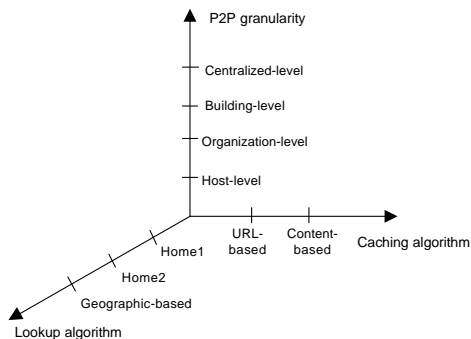 P2P granularity
Centralized-level
Building-level
Organization-level
Host-level
URL-
based
Content-
based
Caching algorithm
Home1
Home2
Geographic-based
Lookup algorithm